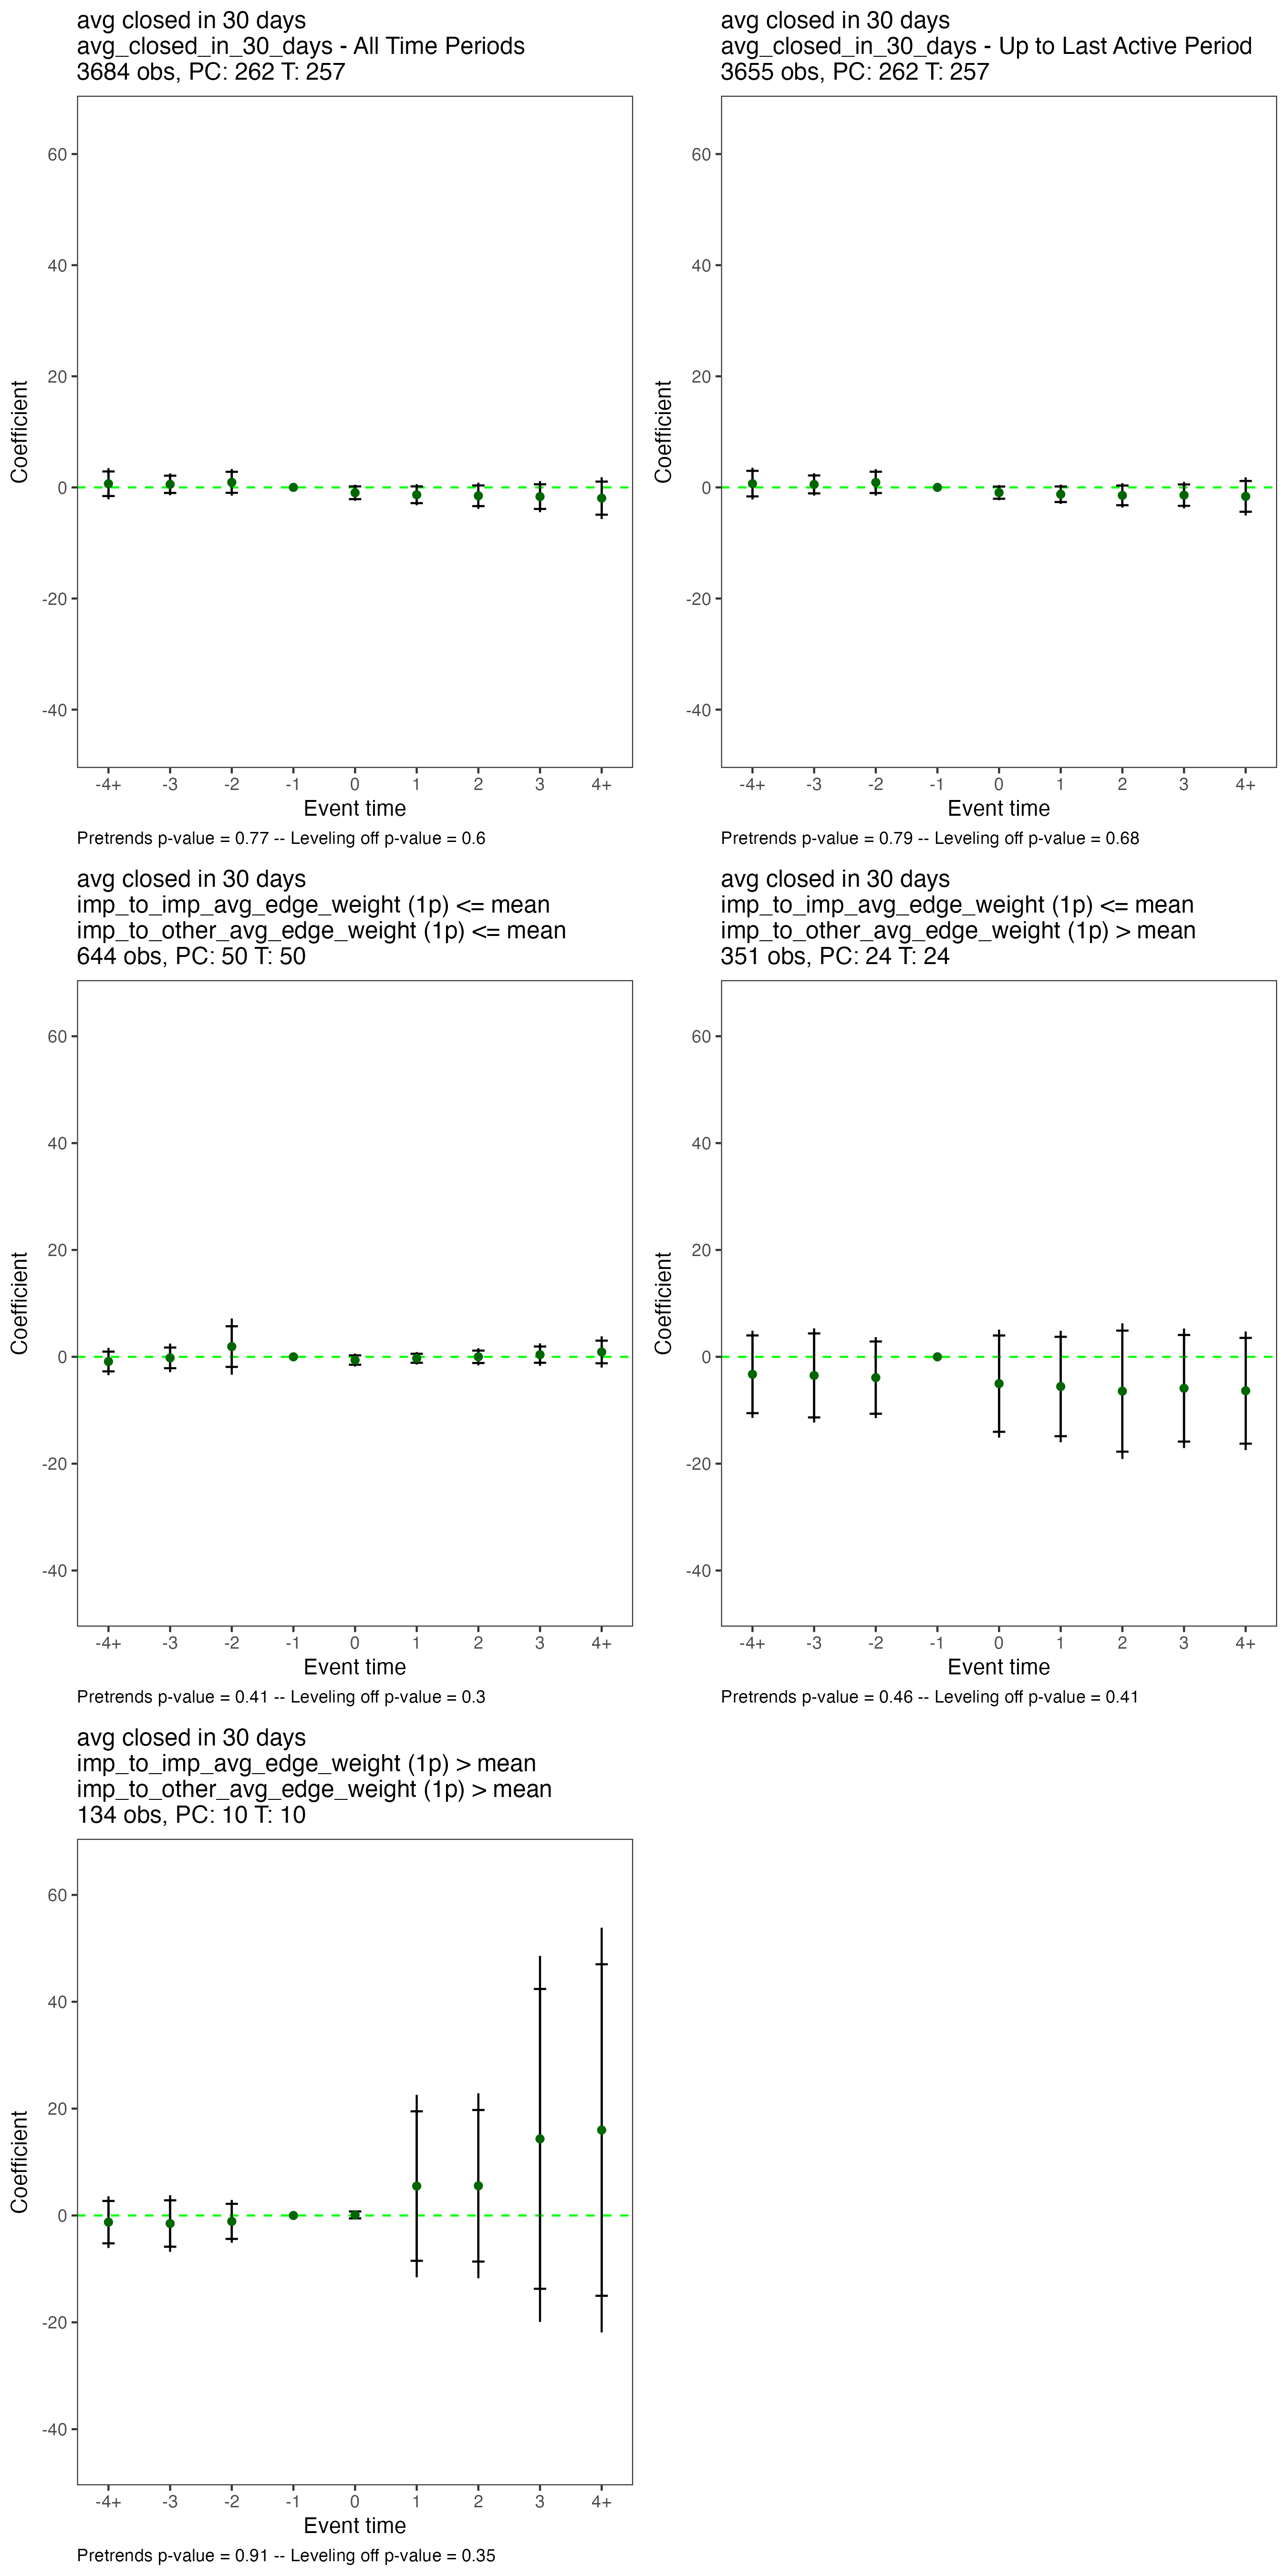 avg closed in 30 days
avg_closed_in_30_days - All Time Periods
3684 obs, PC: 262 T: 257
60
40
20
0
-20
-40
Coefficient
-4+ -3 -2 -1 0 1 2 3 4+
Event time
Pretrends p-value = 0.77 -- Leveling off p-value = 0.6
avg closed in 30 days
avg_closed_in_30_days - Up to Last Active Period
3655 obs, PC: 262 T: 257
60
40
20
0
-20
-40
Coefficient
-4+ -3 -2 -1 0 1 2 3 4+
Event time
Pretrends p-value = 0.79 -- Leveling off p-value = 0.68
avg closed in 30 days
imp_to_imp_avg_edge_weight (1p) <= mean
imp_to_other_avg_edge_weight (1p) <= mean
644 obs, PC: 50 T: 50
60
40
20
0
-20
-40
Coefficient
-4+ -3 -2 -1 0 1 2 3 4+
Event time
Pretrends p-value = 0.41 -- Leveling off p-value = 0.3
avg closed in 30 days
imp_to_imp_avg_edge_weight (1p) <= mean
imp_to_other_avg_edge_weight (1p) > mean
351 obs, PC: 24 T: 24
60
40
20
0
-20
-40
Coefficient
-4+ -3 -2 -1 0 1 2 3 4+
Event time
Pretrends p-value = 0.46 -- Leveling off p-value = 0.41
avg closed in 30 days
imp_to_imp_avg_edge_weight (1p) > mean
imp_to_other_avg_edge_weight (1p) > mean
134 obs, PC: 10 T: 10
60
40
20
0
-20
-40
Coefficient
-4+ -3 -2 -1 0 1 2 3 4+
Event time
Pretrends p-value = 0.91 -- Leveling off p-value = 0.35